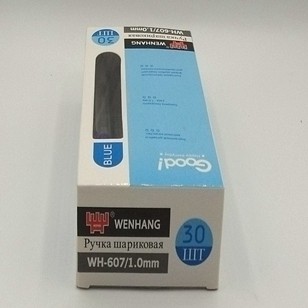 30
ШТ
WENHANG
WH-607/1.0mm
Ручка шариковая
BLUE
Good!
WENHANG
Ручка шариковая
WH-607/1.0mm
30
ШТ